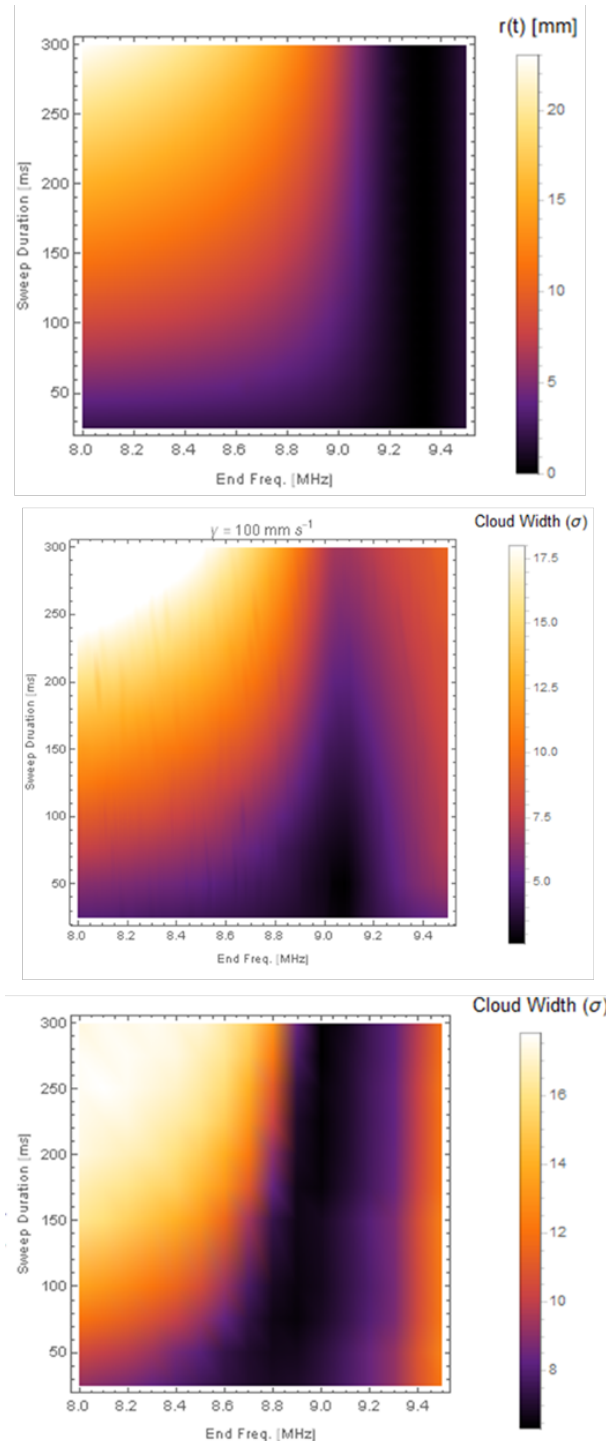 r(t) [mm]
300
250
200
150
100
50
Sweep Duration [ms]
8.0 8.2 8.4 8.6 8.8 9.0 9.2 9.4
End Freq. [MHz]
20
15
10
5
0
γ = 100 mm s⁻¹
Cloud Width (σ)
300
250
200
150
100
50
Sweep Druation [ms]
8.0 8.2 8.4 8.6 8.8 9.0 9.2 9.4
End Freq. [MHz]
17.5
15.0
12.5
10.0
7.5
5.0
Cloud Width (σ)
300
250
200
150
100
50
Sweep Duration [ms]
8.0 8.2 8.4 8.6 8.8 9.0 9.2 9.4
End Freq. [MHz]
16
14
12
10
8